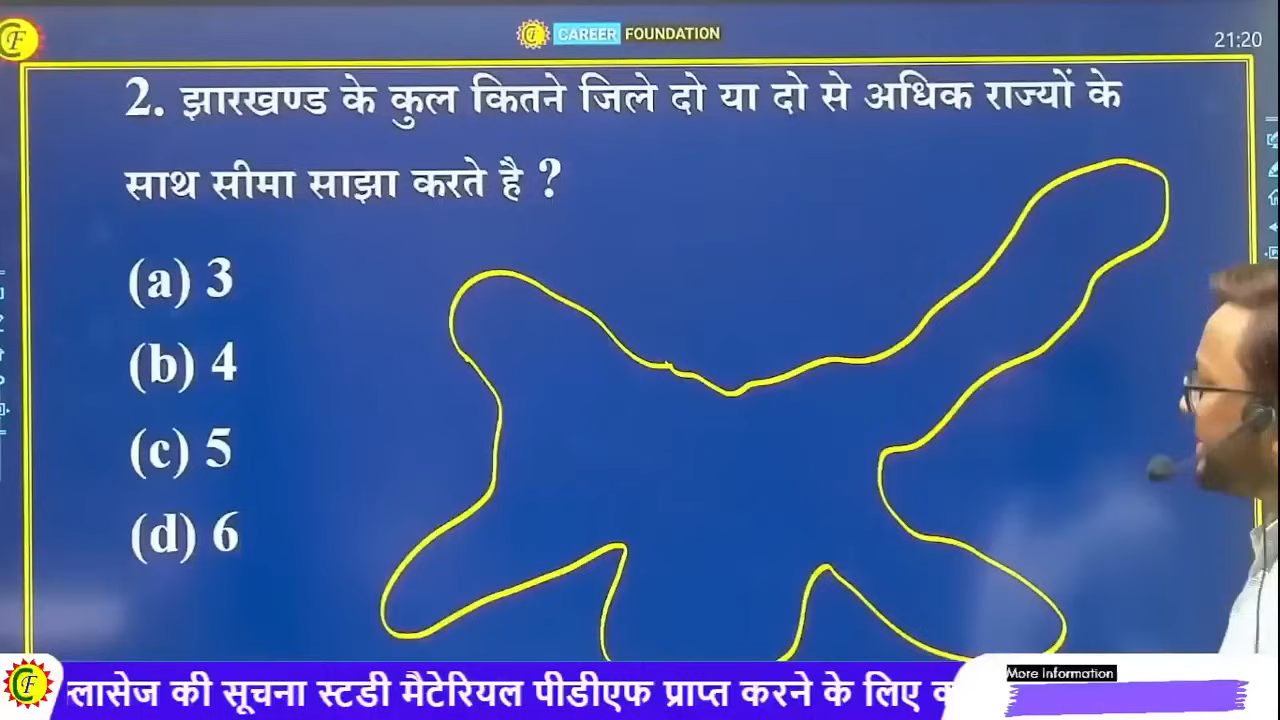 CAREER FOUNDATION
21:20
2. झारखण्ड के कुल कितने जिले दो या दो से अधिक राज्यों के
साथ सीमा साझा करते है ?
(a) 3
(b) 4
(c) 5
(d) 6
More Information
लासेज की सूचना स्टडी मैटेरियल पीडीएफ प्राप्त करने के लिए